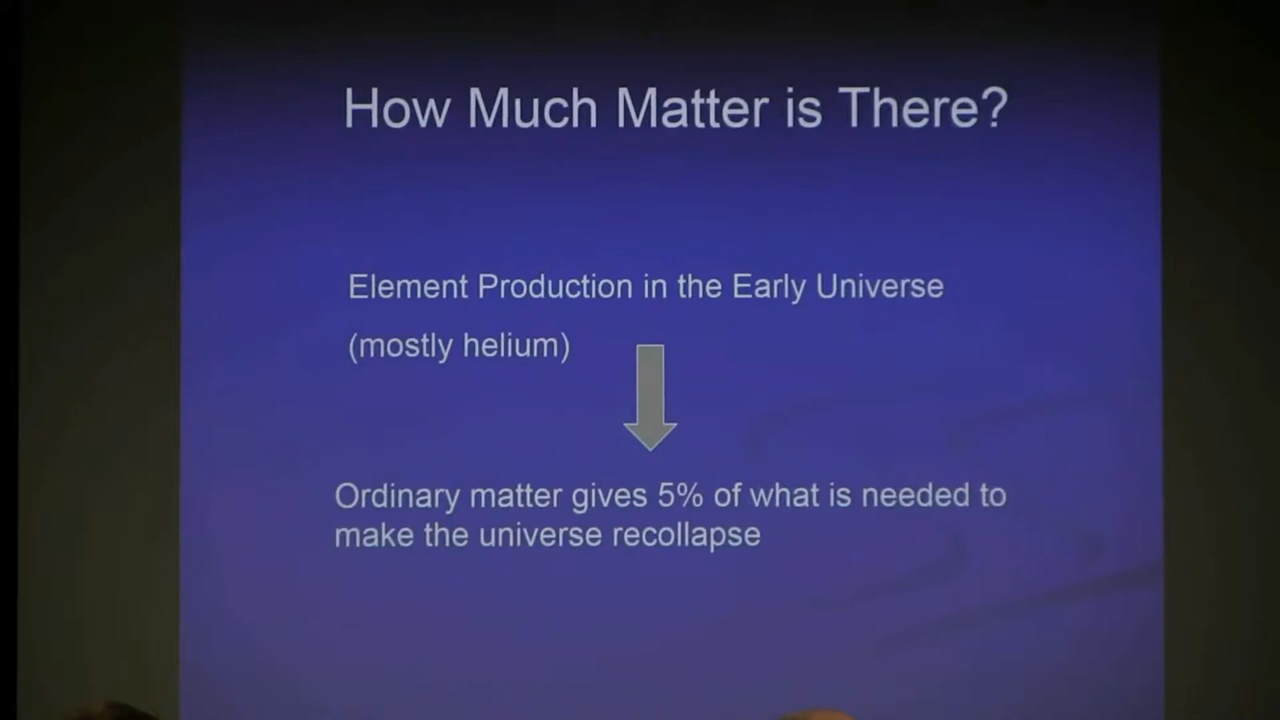 How Much Matter is There?
Element Production in the Early Universe
(mostly helium)
Ordinary matter gives 5% of what is needed to
make the universe recollapse